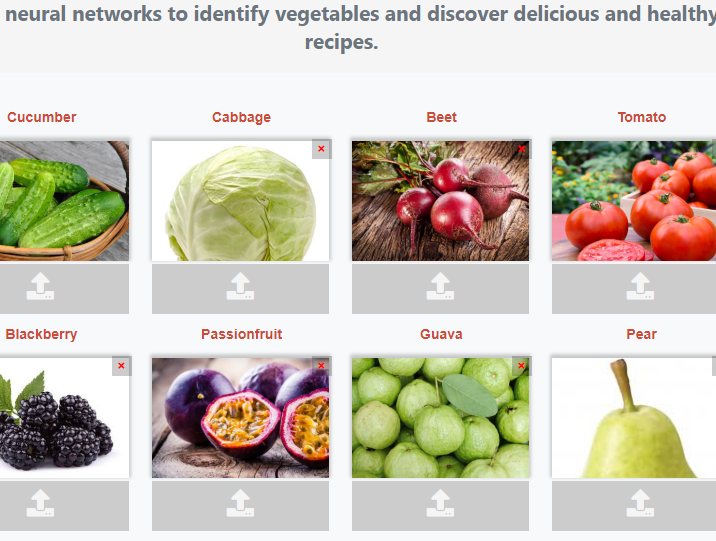 neural networks to identify vegetables and discover delicious and healthy
recipes.
Cucumber Cabbage Beet Tomato
Blackberry Passionfruit Guava Pear